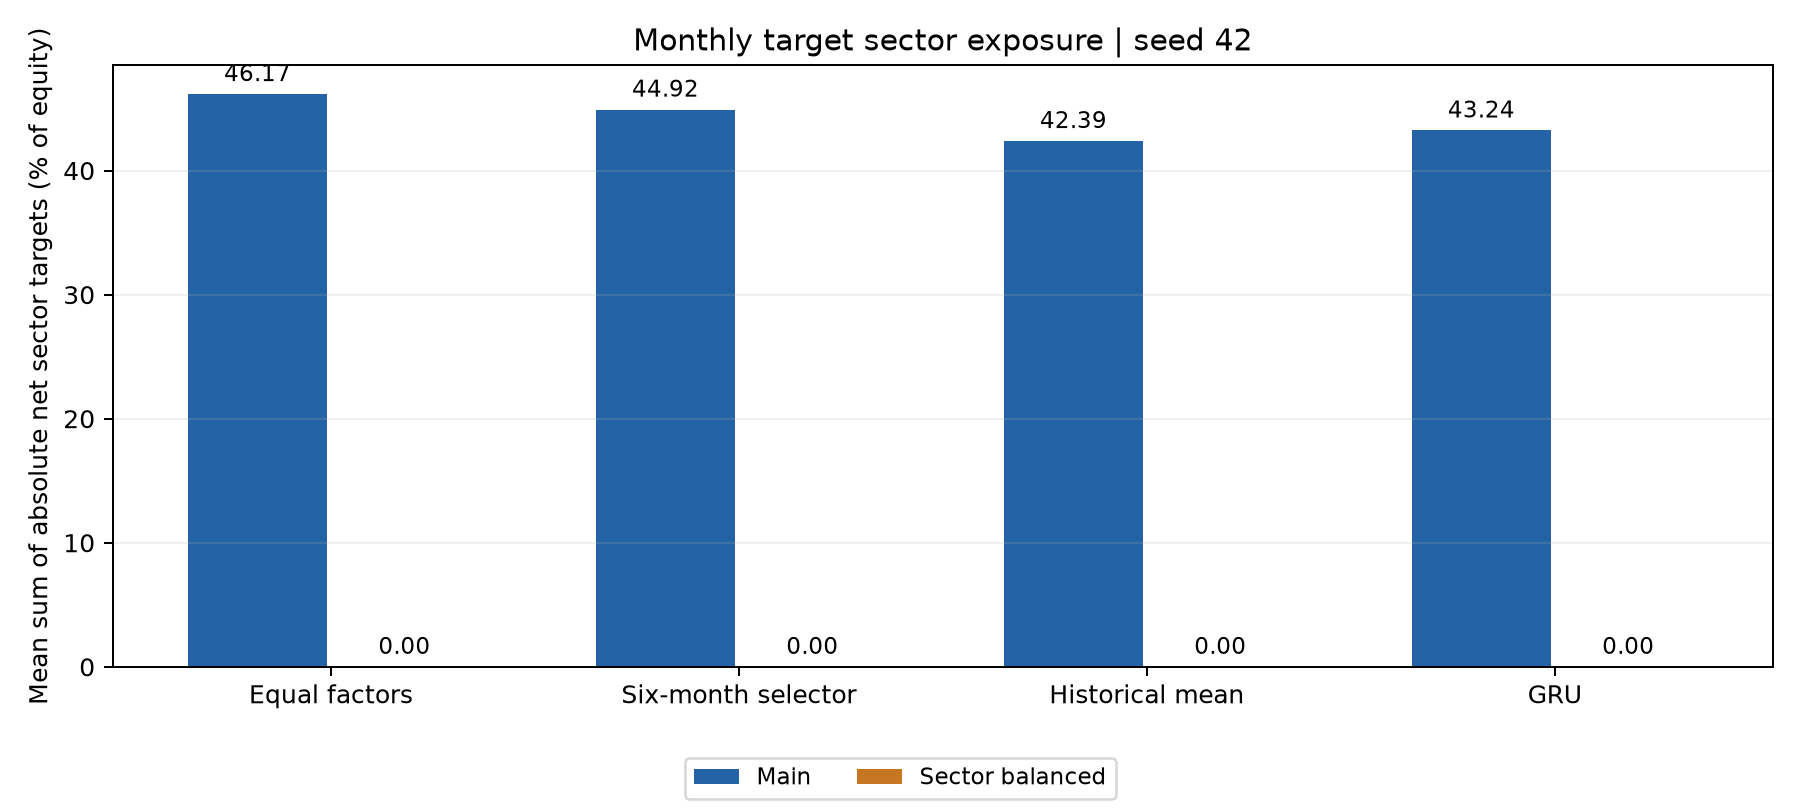 Monthly target sector exposure | seed 42
Mean sum of absolute net sector targets (% of equity)
40
30
20
10
0
46.17
44.92
42.39
43.24
0.00
0.00
0.00
0.00
Equal factors
Six-month selector
Historical mean
GRU
Main
Sector balanced